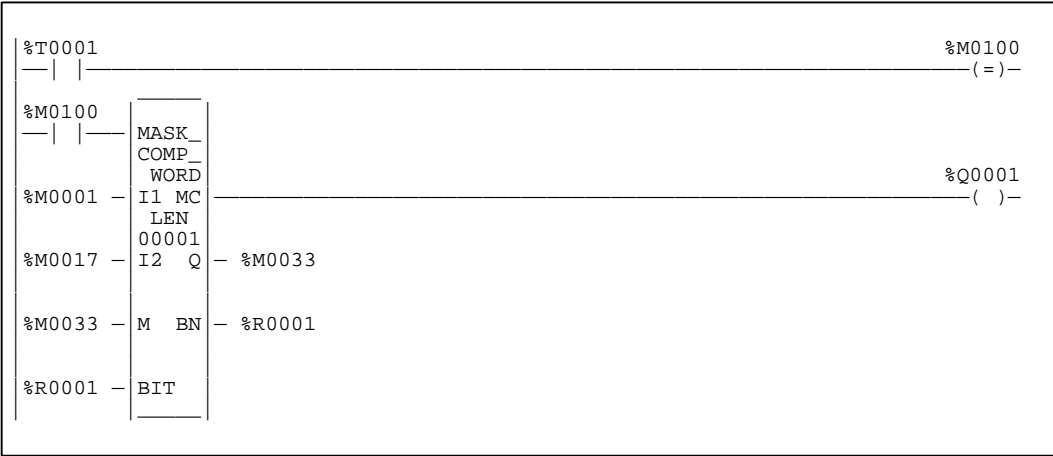 %T0001 %M0100
(=)
%M0100
MASK_
COMP_
WORD %Q0001
%M0001 I1 MC ( )
LEN
00001
%M0017 I2 Q %M0033
%M0033 M BN %R0001
%R0001 BIT